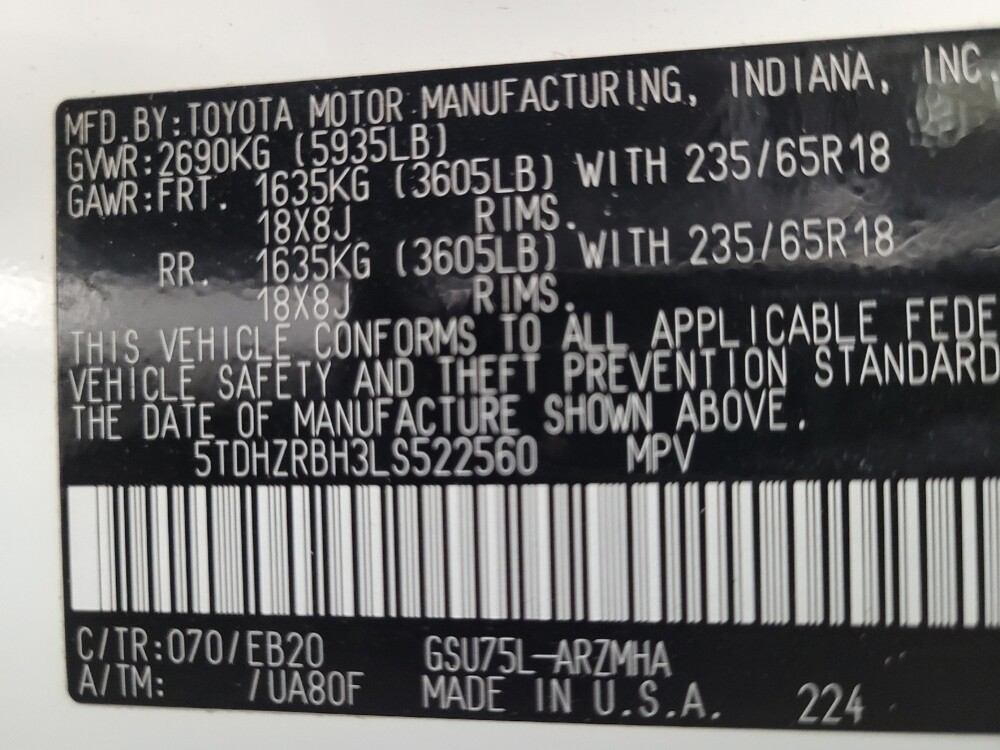 MFD.BY:TOYOTA MOTOR MANUFACTURING, INDIANA, INC.
GVWR:2690KG (5935LB)
GAWR:FRT. 1635KG (3605LB) WITH 235/65R18
18X8J RIMS.
RR. 1635KG (3605LB) WITH 235/65R18
18X8J RIMS.
THIS VEHICLE CONFORMS TO ALL APPLICABLE FEDE
VEHICLE SAFETY AND THEFT PREVENTION STANDARD
THE DATE OF MANUFACTURE SHOWN ABOVE.
5TDHZRBH3LS522560 MPV
C/TR:070/EB20 GSU75L-ARZMHA
A/TM: /UA80F MADE IN U.S.A. 224